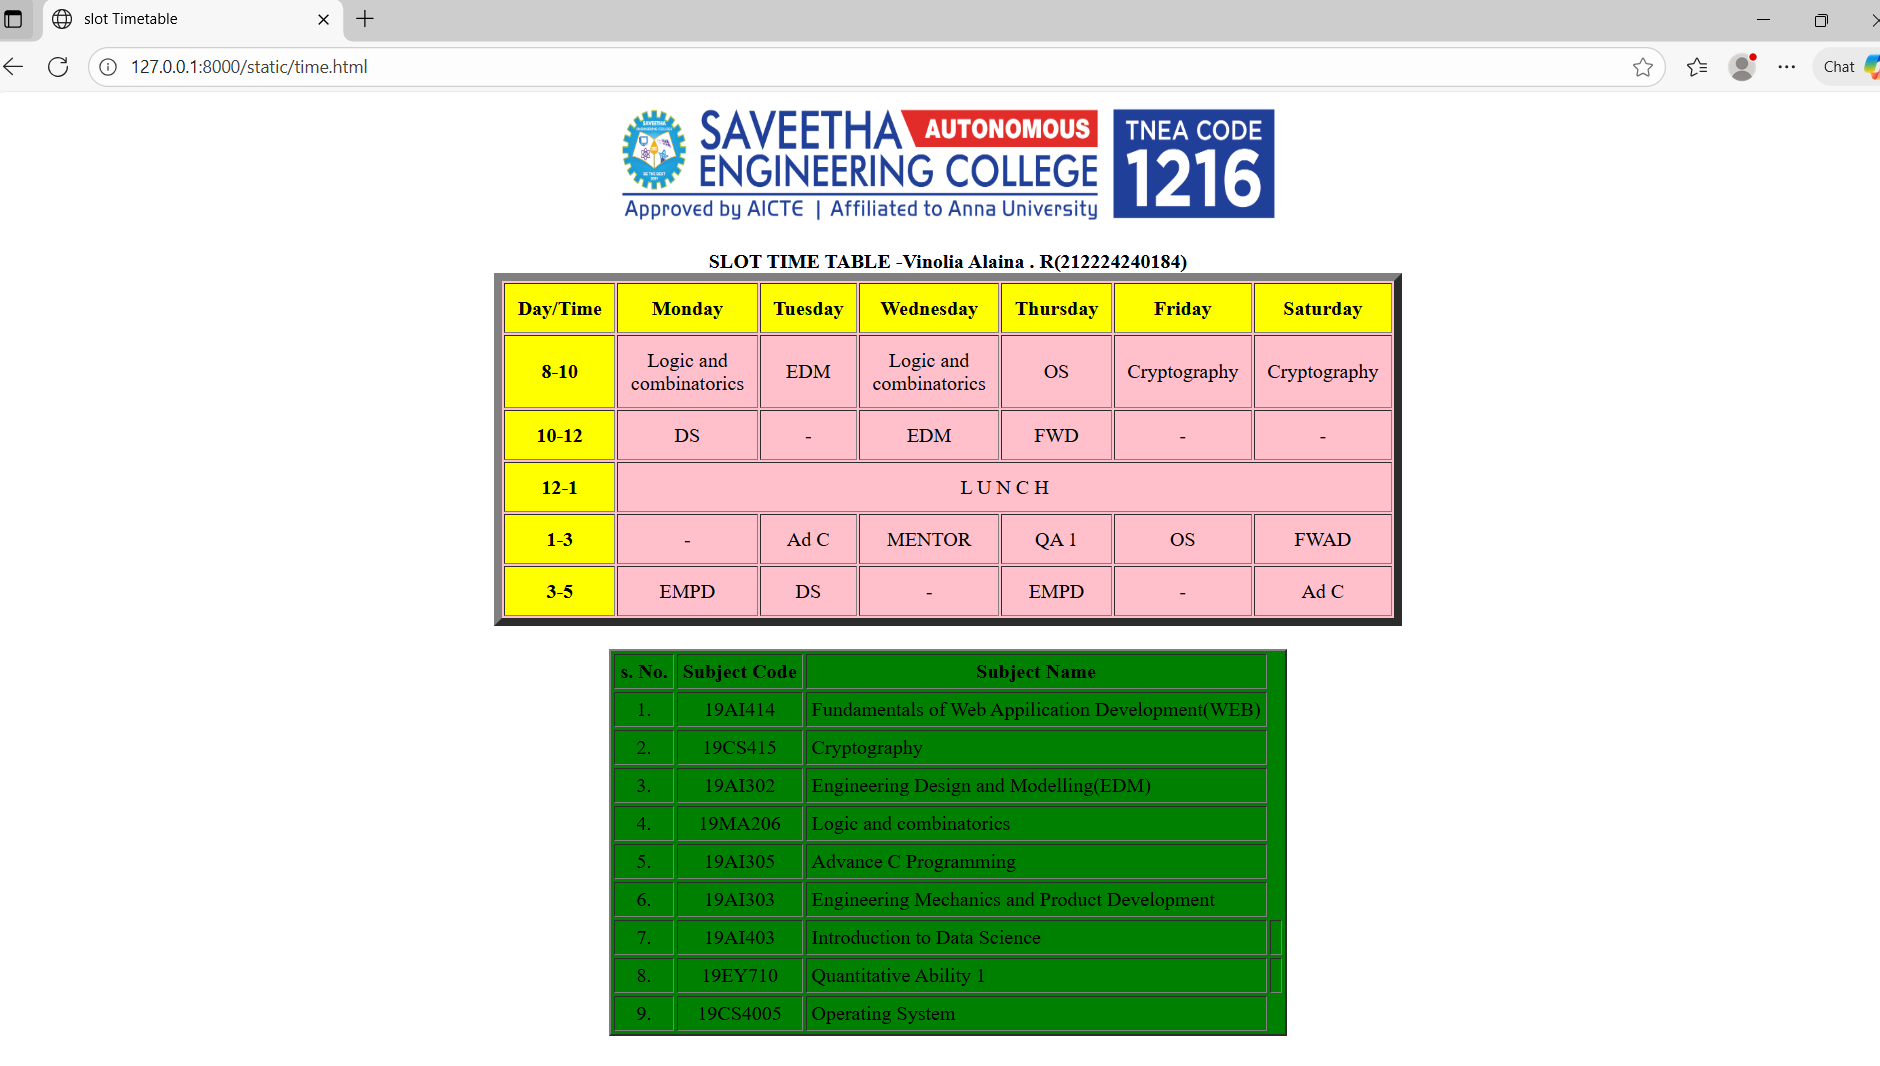 slot Timetable
127.0.0.1:8000/static/time.html
Chat
SAVEETHA AUTONOMOUS
ENGINEERING COLLEGE
Approved by AICTE | Affiliated to Anna University
TNEA CODE
1216
SLOT TIME TABLE -Vinolia Alaina . R(212224240184)
Day/Time Monday Tuesday Wednesday Thursday Friday Saturday
8-10 Logic and combinatorics EDM Logic and combinatorics OS Cryptography Cryptography
10-12 DS - EDM FWD - -
12-1 L U N C H
1-3 - Ad C MENTOR QA 1 OS FWAD
3-5 EMPD DS - EMPD - Ad C
s. No. Subject Code Subject Name
1. 19AI414 Fundamentals of Web Appilication Development(WEB)
2. 19CS415 Cryptography
3. 19AI302 Engineering Design and Modelling(EDM)
4. 19MA206 Logic and combinatorics
5. 19AI305 Advance C Programming
6. 19AI303 Engineering Mechanics and Product Development
7. 19AI403 Introduction to Data Science
8. 19EY710 Quantitative Ability 1
9. 19CS4005 Operating System